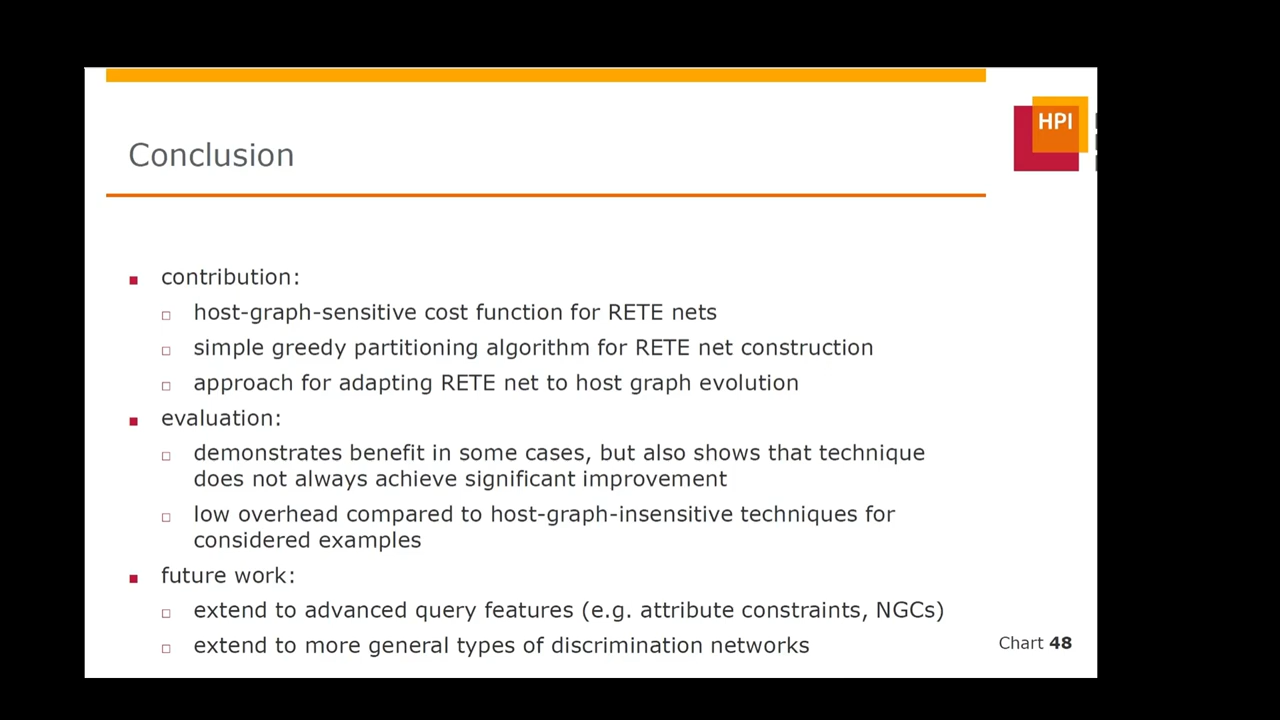 HPI
Conclusion
contribution:
host-graph-sensitive cost function for RETE nets
simple greedy partitioning algorithm for RETE net construction
approach for adapting RETE net to host graph evolution
evaluation:
demonstrates benefit in some cases, but also shows that technique
does not always achieve significant improvement
low overhead compared to host-graph-insensitive techniques for
considered examples
future work:
extend to advanced query features (e.g. attribute constraints, NGCs)
extend to more general types of discrimination networks
Chart 48